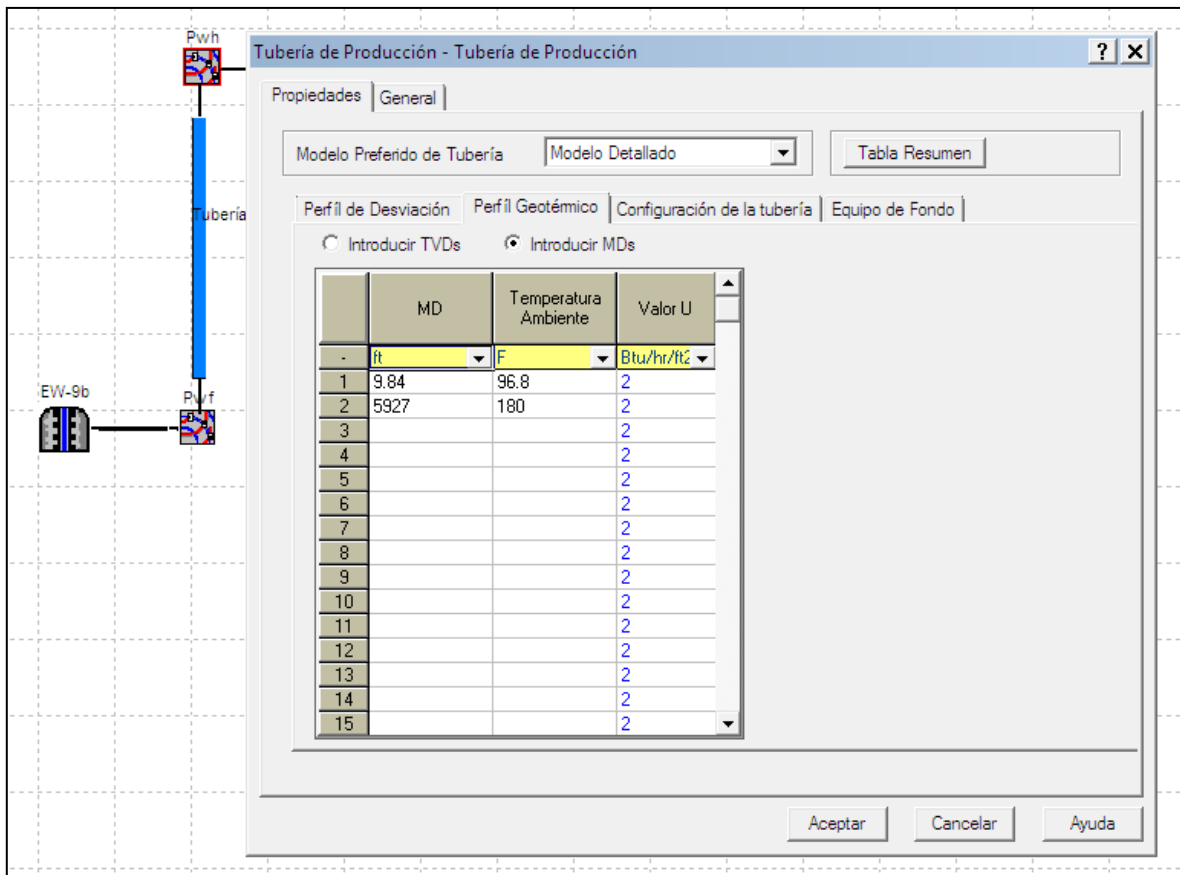 Pwh
Tubería de Producción - Tubería de Producción
? X
Propiedades General
Modelo Preferido de Tubería Modelo Detallado Tabla Resumen
Tubería
Perfíl de Desviación Perfíl Geotérmico Configuración de la tubería Equipo de Fondo
Introducir TVDs Introducir MDs
MD Temperatura Ambiente Valor U
- ft F Btu/hr/ft2
1 9.84 96.8 2
2 5927 180 2
3 2
4 2
5 2
6 2
7 2
8 2
9 2
10 2
11 2
12 2
13 2
14 2
15 2
EW-9b
Pwf
Aceptar Cancelar Ayuda